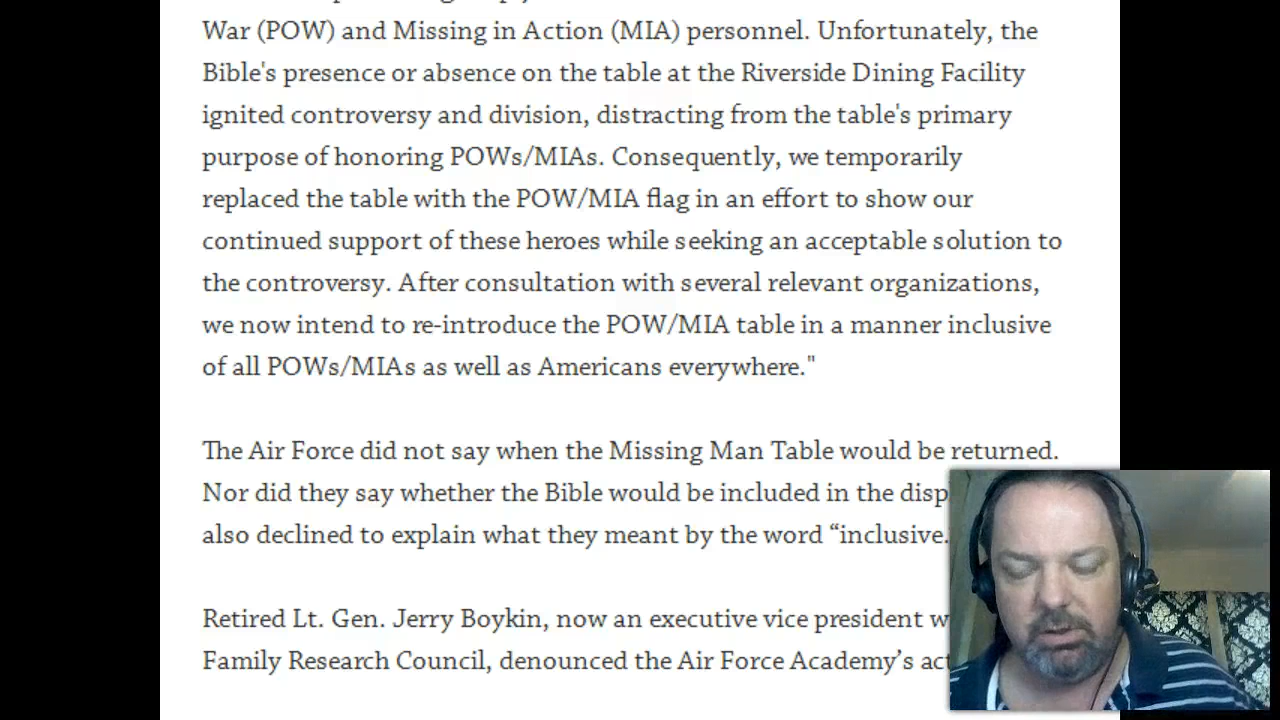 War (POW) and Missing in Action (MIA) personnel. Unfortunately, the
Bible's presence or absence on the table at the Riverside Dining Facility
ignited controversy and division, distracting from the table's primary
purpose of honoring POWs/MIAs. Consequently, we temporarily
replaced the table with the POW/MIA flag in an effort to show our
continued support of these heroes while seeking an acceptable solution to
the controversy. After consultation with several relevant organizations,
we now intend to re-introduce the POW/MIA table in a manner inclusive
of all POWs/MIAs as well as Americans everywhere."
The Air Force did not say when the Missing Man Table would be returned.
Nor did they say whether the Bible would be included in the
also declined to explain what they meant by the word “inclusive.
Retired Lt. Gen. Jerry Boykin, now an executive vice president
Family Research Council, denounced the Air Force Academy’s